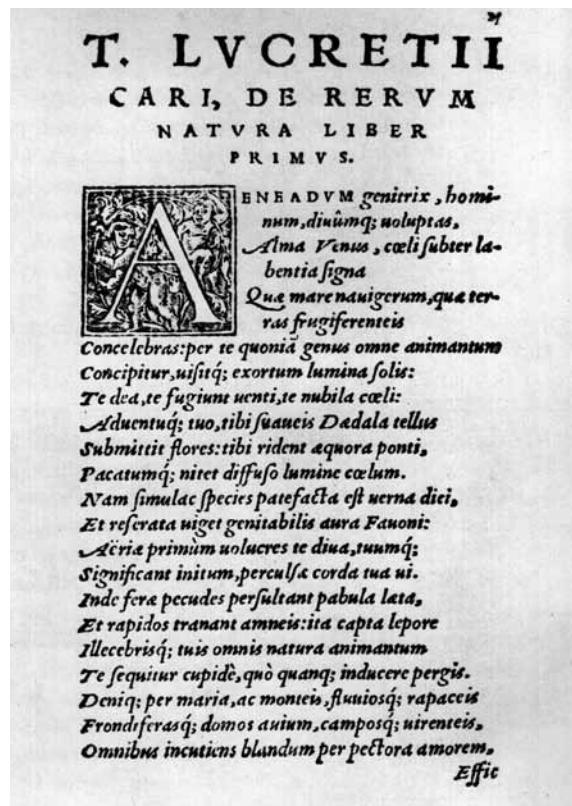 T. LVCRETII
CARI, DE RERVM
NATVRA LIBER
PRIMVS.
AENEADVM genitrix, homi-
num, diuûmq; uoluptas,
Alma Venus, cœli ſubter la-
bentia ſigna
Quæ mare nauigerum, quæ ter-
ras frugiferenteis
Concelebras: per te quoniã genus omne animantum
Concipitur, uiſitq́; exortum lumina ſolis:
Te dea, te fugiunt uenti, te nubila cœli:
Aduentuq́; tuo, tibi ſuaueis Dædala tellus
Submittit flores: tibi rident æquora ponti,
Pacatumq́; nitet diffuſo lumine cœlum.
Nam ſimulac ſpecies patefacta eſt uerna diei,
Et reſerata uiget genitabilis aura Fauoni:
Aëriæ primùm uolucres te diua, tuumq́;
Significant initum, perculſæ corda tua ui.
Inde feræ pecudes perſultant pabula læta,
Et rapidos tranant amneis: ita capta lepore
Illecebrisq́; tuis omnis natura animantum
Te ſequitur cupidè, quò quanq; inducere pergis.
Deniq; per maria, ac monteis, fluuiosq́; rapaceis
Frondiferasq́; domos auium, camposq́; uirenteis,
Omnibus incutiens blandum per pectora amorem,
Effic